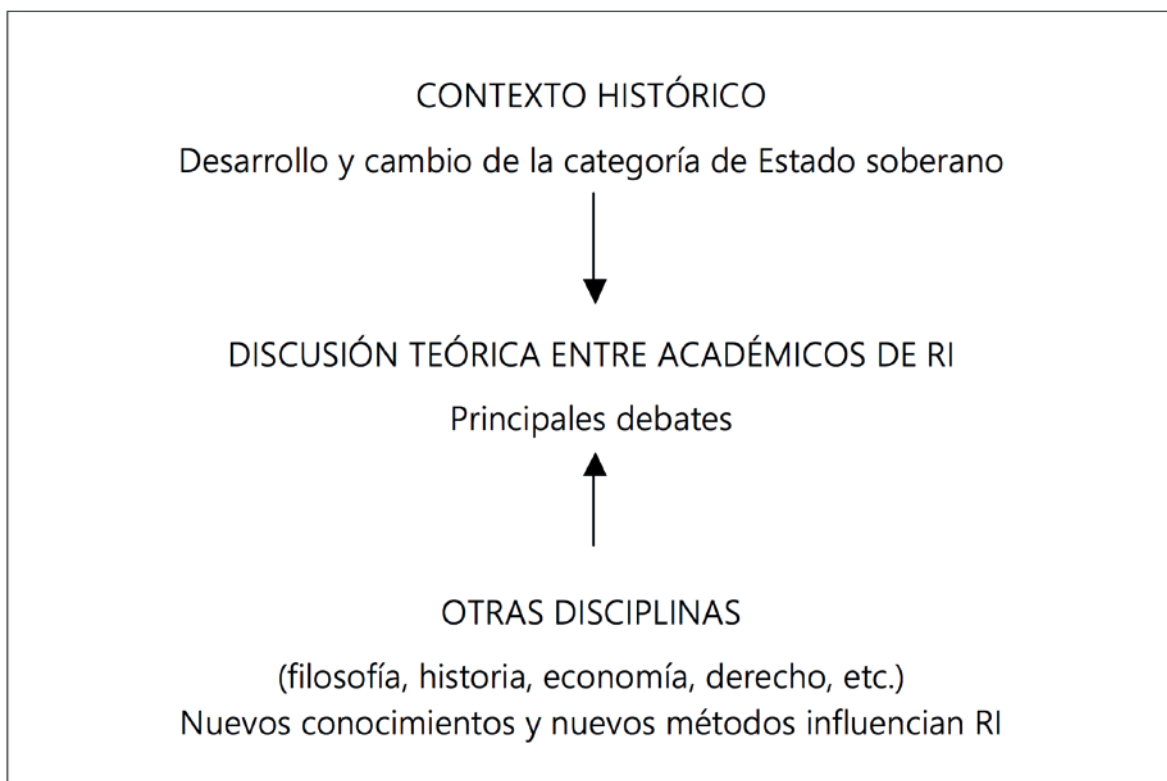 CONTEXTO HISTÓRICO
Desarrollo y cambio de la categoría de Estado soberano
DISCUSIÓN TEÓRICA ENTRE ACADÉMICOS DE RI
Principales debates
OTRAS DISCIPLINAS
(filosofía, historia, economía, derecho, etc.)
Nuevos conocimientos y nuevos métodos influencian RI